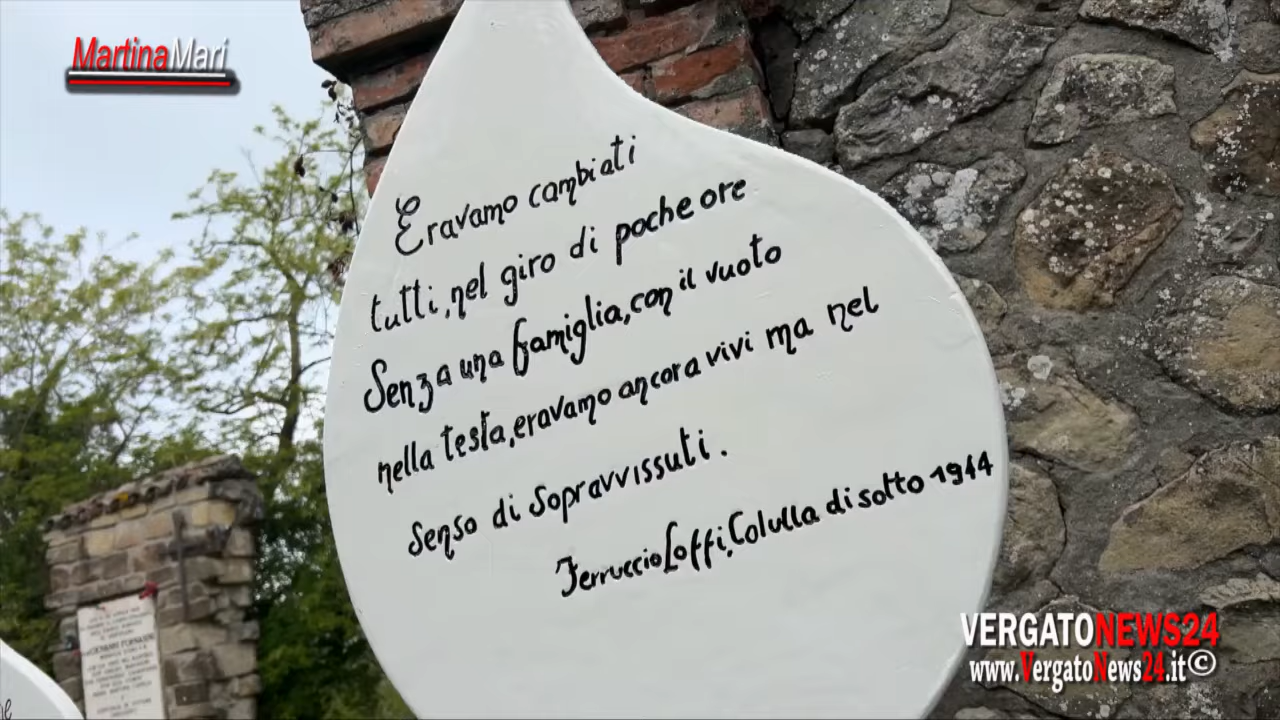 MartinaMari
Eravamo cambiati
tutti, nel giro di poche ore
Senza una famiglia, con il vuoto
nella testa, eravamo ancora vivi ma nel
senso di sopravvissuti.
Ferruccio Loffi, Colulla di sotto 1944
VERGATONEWS24
www.VergatoNews24.it©